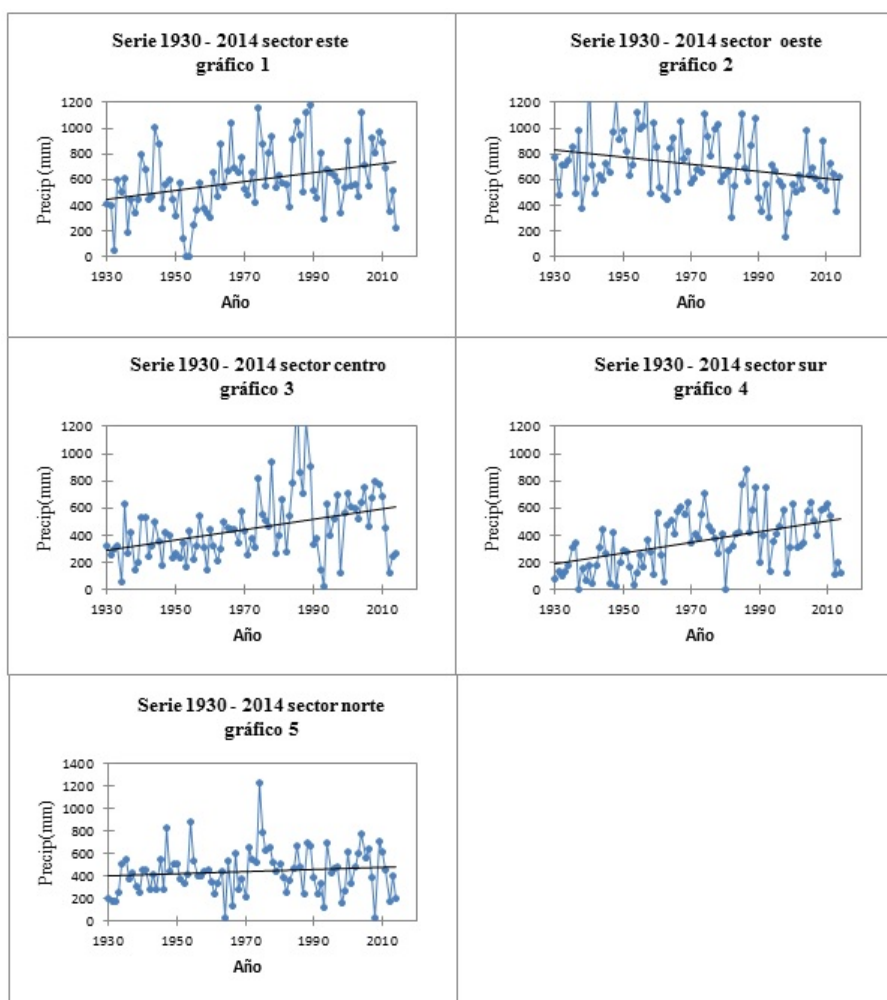 Serie 1930 - 2014 sector este
gráfico 1
Precip (mm)
1200
1000
800
600
400
200
0
1930 1950 1970 1990 2010
Año
Serie 1930 - 2014 sector oeste
gráfico 2
Precip (mm)
1200
1000
800
600
400
200
0
1930 1950 1970 1990 2010
Año
Serie 1930 - 2014 sector centro
gráfico 3
Precip(mm)
1200
1000
800
600
400
200
0
1930 1950 1970 1990 2010
Año
Serie 1930 - 2014 sector sur
gráfico 4
Precip(mm)
1200
1000
800
600
400
200
0
1930 1950 1970 1990 2010
Año
Serie 1930 - 2014 sector norte
gráfico 5
Precip(mm)
1400
1200
1000
800
600
400
200
0
1930 1950 1970 1990 2010
Año